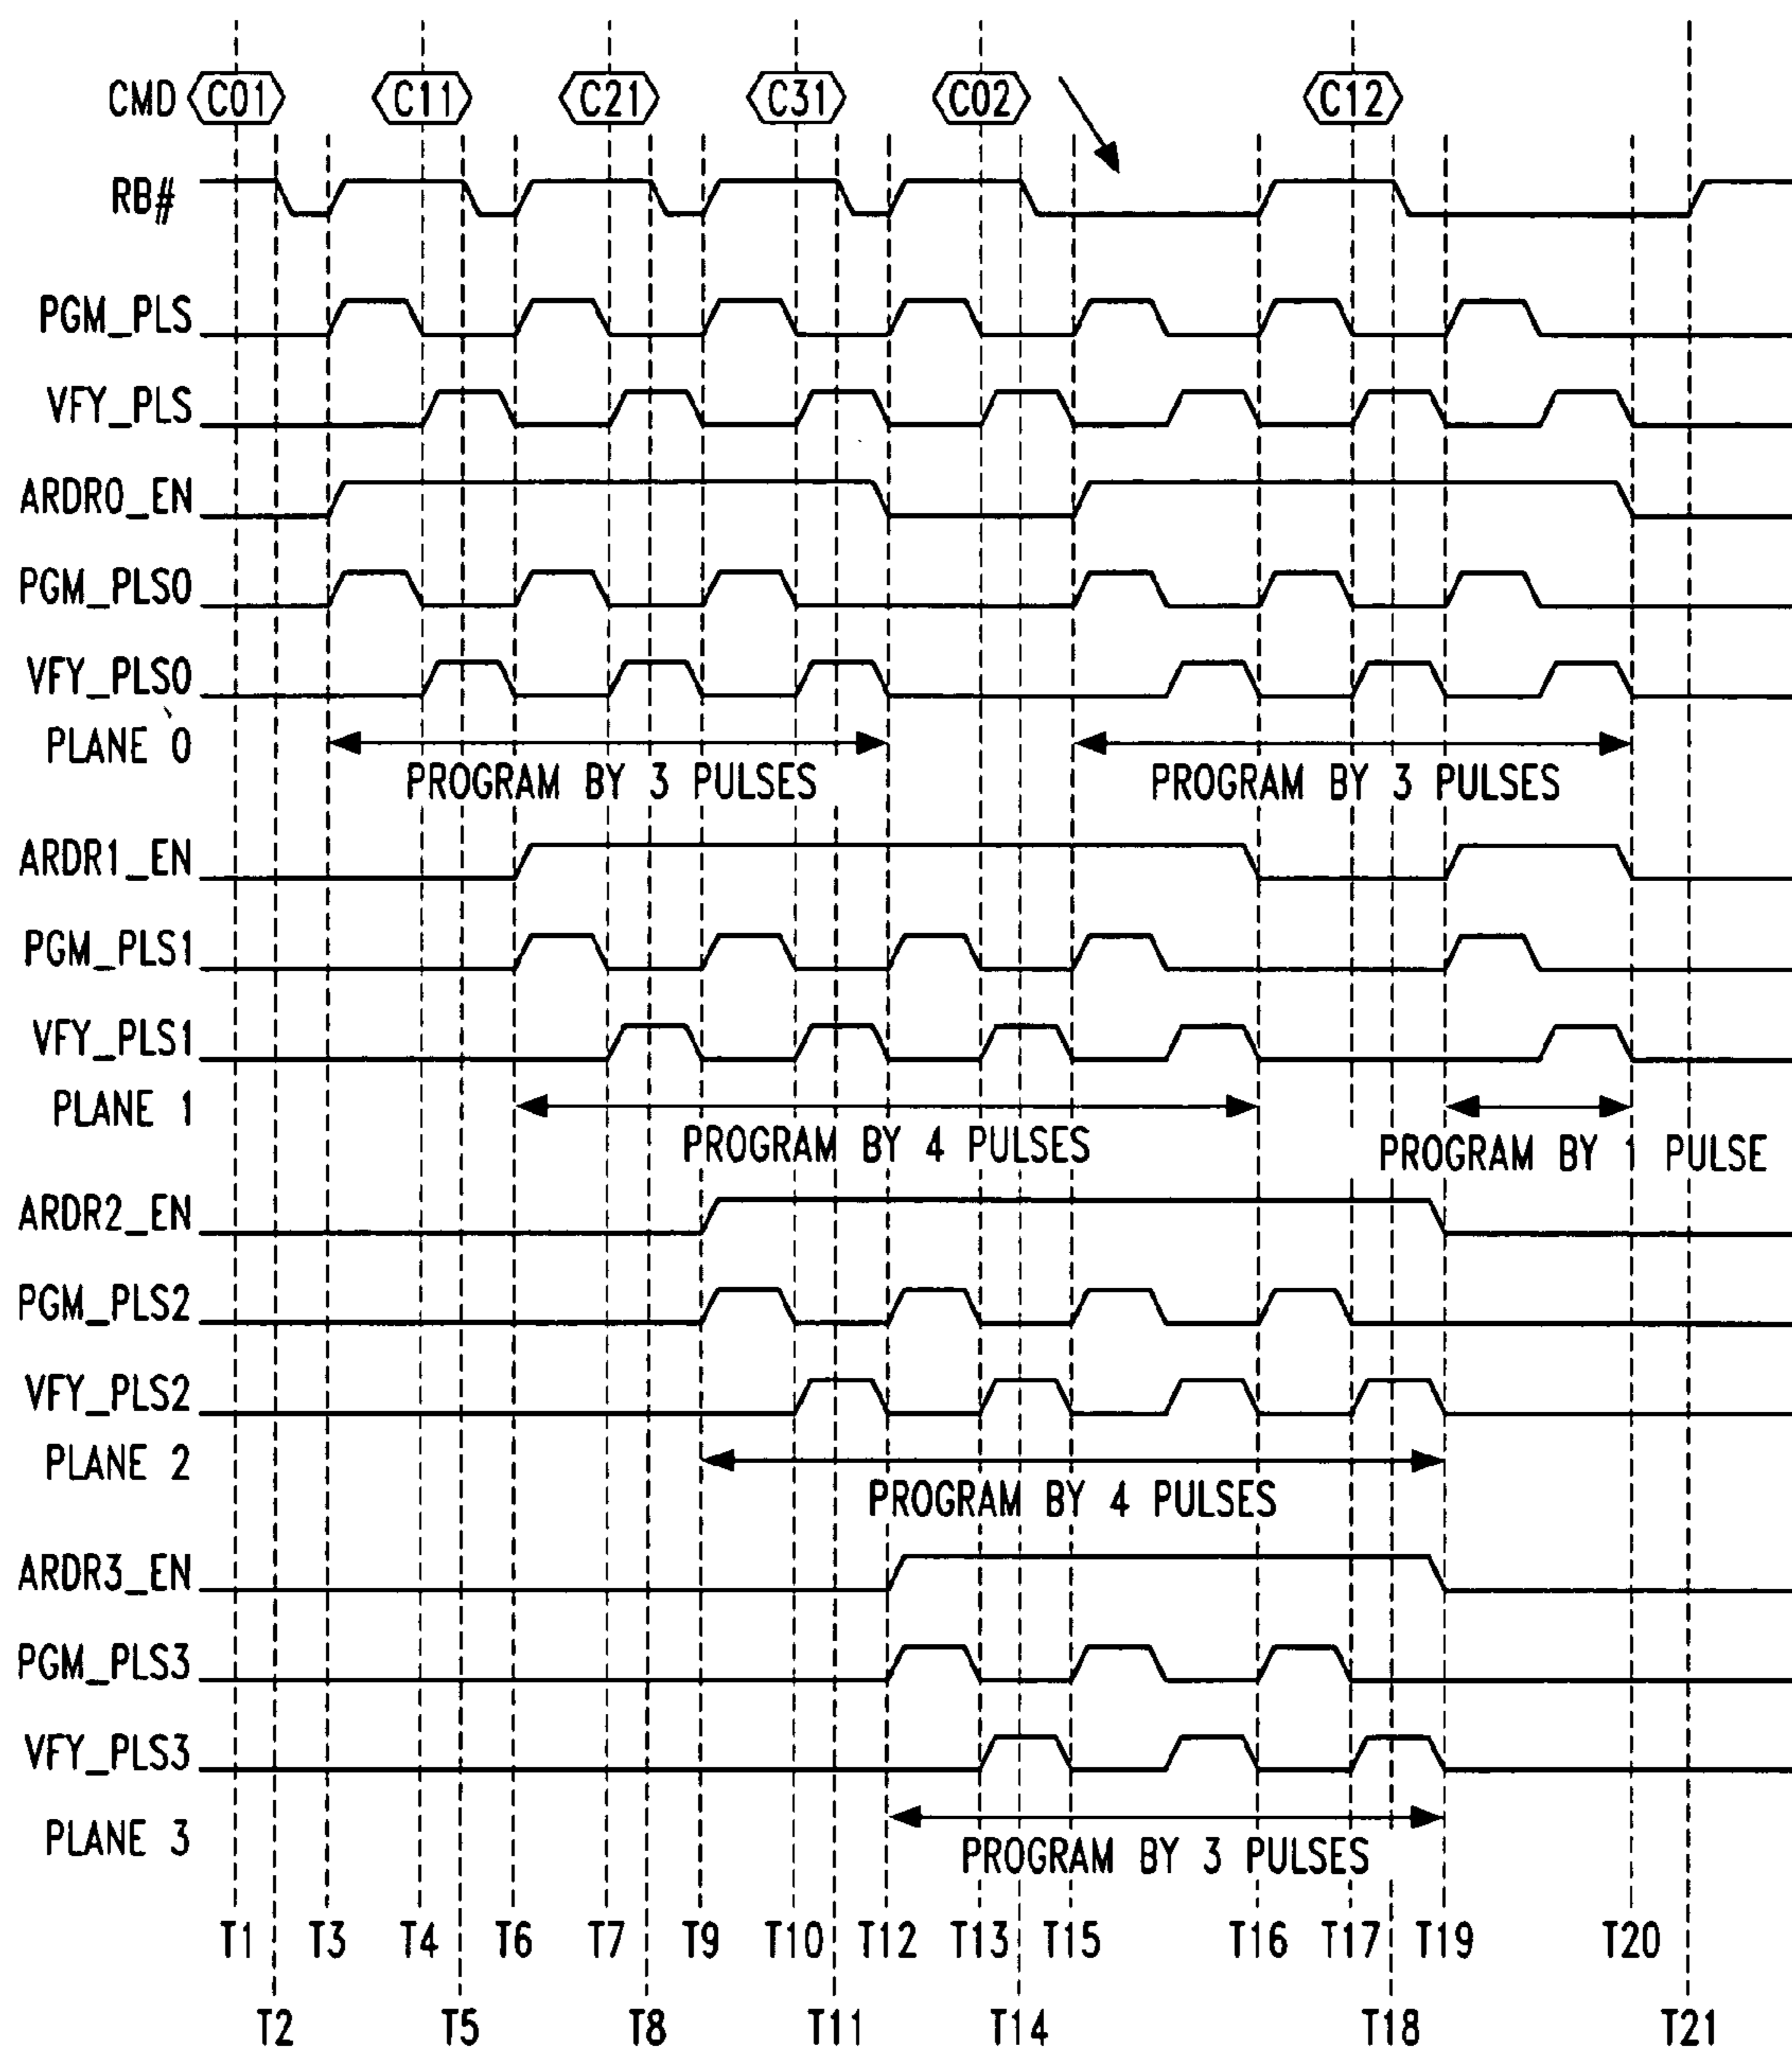 CMD C01 C11 C21 C31 C02 C12
RB#
PGM_PLS
VFY_PLS
ARDR0_EN
PGM_PLS0
VFY_PLS0
PLANE 0
PROGRAM BY 3 PULSES PROGRAM BY 3 PULSES
ARDR1_EN
PGM_PLS1
VFY_PLS1
PLANE 1
PROGRAM BY 4 PULSES PROGRAM BY 1 PULSE
ARDR2_EN
PGM_PLS2
VFY_PLS2
PLANE 2
PROGRAM BY 4 PULSES
ARDR3_EN
PGM_PLS3
VFY_PLS3
PLANE 3
PROGRAM BY 3 PULSES
T1 T3 T4 T6 T7 T9 T10 T12 T13 T15 T16 T17 T19 T20
T2 T5 T8 T11 T14 T18 T21